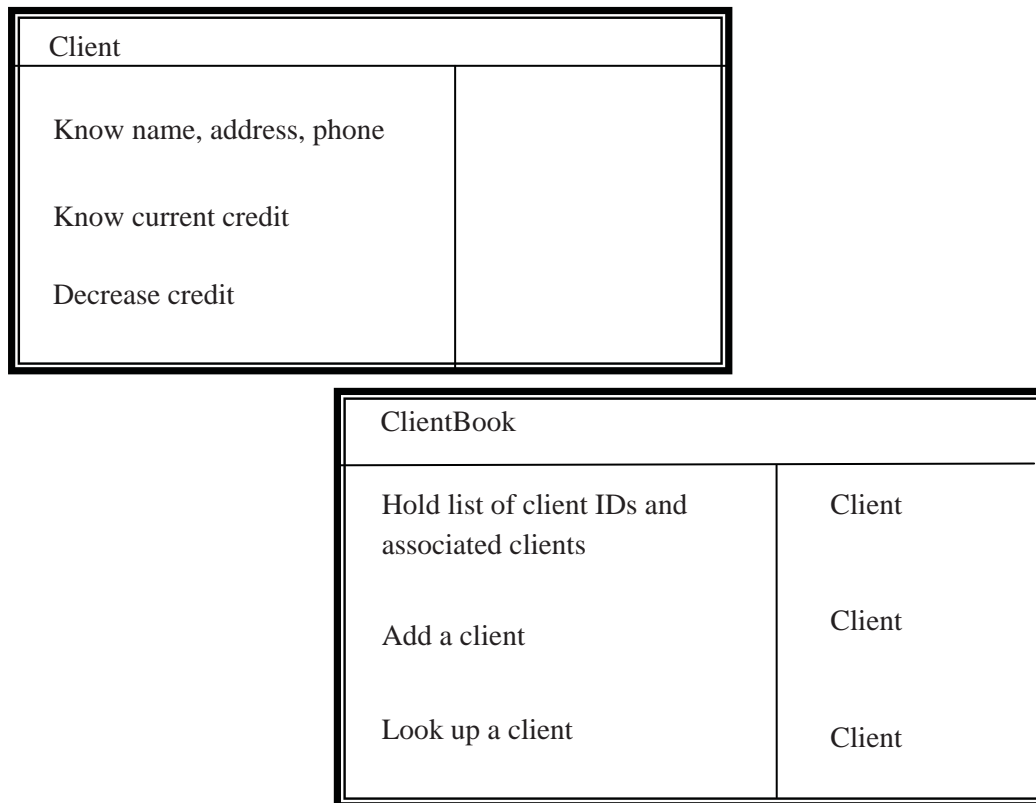 Client
Know name, address, phone
Know current credit
Decrease credit
ClientBook
Hold list of client IDs and
associated clients
Client
Add a client
Client
Look up a client
Client